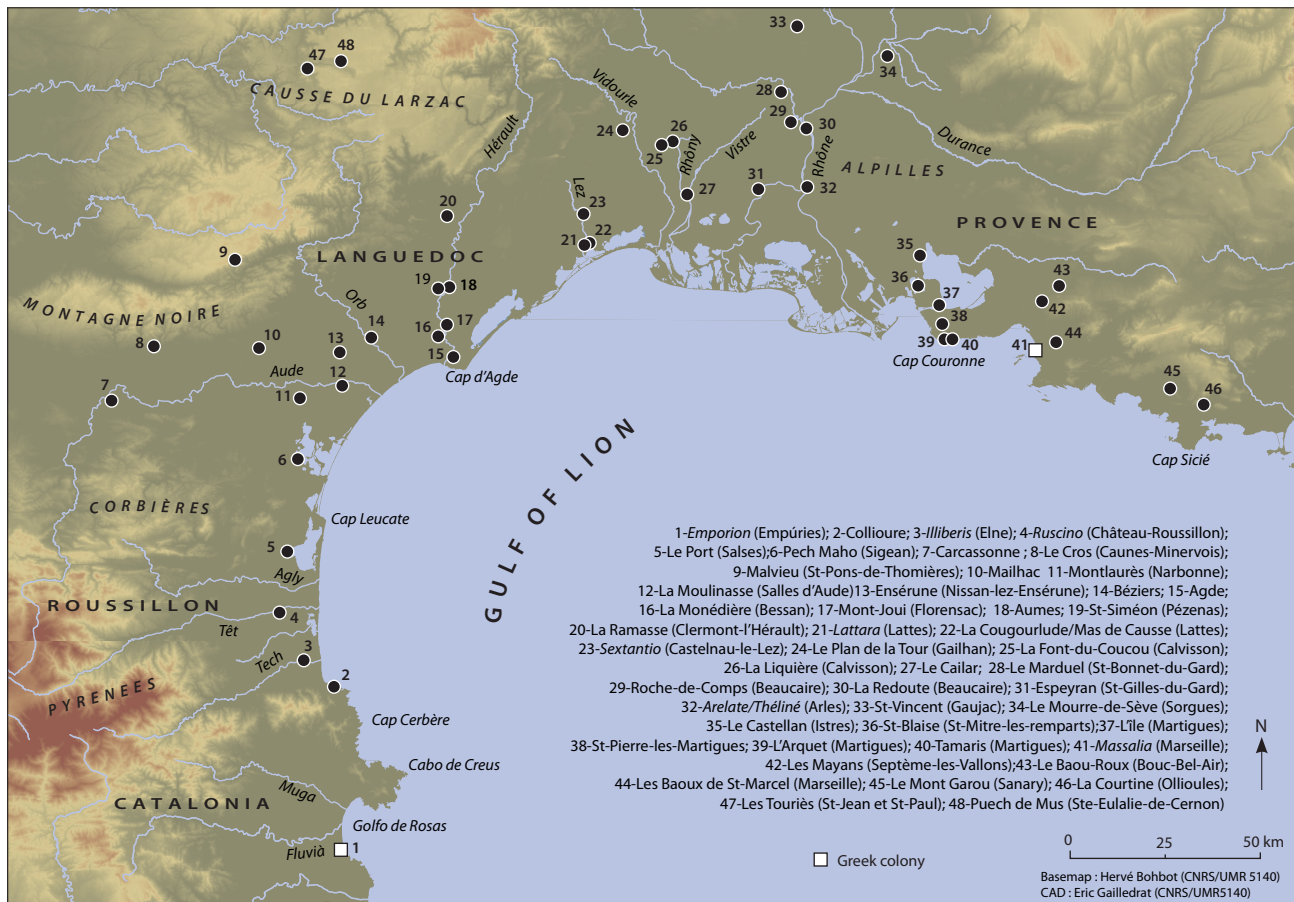 33
47
48
34
CAUSSE DU LARZAC
Vidourle
28
Hérault
29
30
24
26
25
Rhôny
Vistre
Rhône
Durance
ALPILLES
Lez
31
27
32
20
23
PROVENCE
22
21
9
LANGUEDOC
35
36
43
19
18
37
42
MONTAGNE NOIRE
Orb
38
17
16
44
14
8
10
13
39
40
41
15
Cap d'Agde
Cap Couronne
Aude
12
7
11
45
46
6
Cap Sicié
GULF OF LION
CORBIÈRES
Cap Leucate
5
Agly
ROUSSILLON
4
Têt
3
Tech
2
PYRENEES
Cap Cerbère
Cabo de Creus
Muga
CATALONIA
Golfo de Rosas
Fluvià
1
1-Emporion (Empúries); 2-Collioure; 3-Illiberis (Elne); 4-Ruscino (Château-Roussillon);
5-Le Port (Salses);6-Pech Maho (Sigean); 7-Carcassonne ; 8-Le Cros (Caunes-Minervois);
9-Malvieu (St-Pons-de-Thomières); 10-Mailhac 11-Montlaurès (Narbonne);
12-La Moulinasse (Salles d'Aude)13-Ensérune (Nissan-lez-Ensérune); 14-Béziers; 15-Agde;
16-La Monédière (Bessan); 17-Mont-Joui (Florensac); 18-Aumes; 19-St-Siméon (Pézenas);
20-La Ramasse (Clermont-l'Hérault); 21-Lattara (Lattes); 22-La Cougourlude/Mas de Causse (Lattes);
23-Sextantio (Castelnau-le-Lez); 24-Le Plan de la Tour (Gailhan); 25-La Font-du-Coucou (Calvisson);
26-La Liquière (Calvisson); 27-Le Cailar; 28-Le Marduel (St-Bonnet-du-Gard);
29-Roche-de-Comps (Beaucaire); 30-La Redoute (Beaucaire); 31-Espeyran (St-Gilles-du-Gard);
32-Arelate/Théliné (Arles); 33-St-Vincent (Gaujac); 34-Le Mourre-de-Sève (Sorgues);
35-Le Castellan (Istres); 36-St-Blaise (St-Mitre-les-remparts);37-L'île (Martigues);
38-St-Pierre-les-Martigues; 39-L'Arquet (Martigues); 40-Tamaris (Martigues); 41-Massalia (Marseille);
42-Les Mayans (Septème-les-Vallons);43-Le Baou-Roux (Bouc-Bel-Air);
44-Les Baoux de St-Marcel (Marseille); 45-Le Mont Garou (Sanary); 46-La Courtine (Ollioules);
47-Les Touriès (St-Jean et St-Paul); 48-Puech de Mus (Ste-Eulalie-de-Cernon)
N
0 25 50 km
Greek colony
Basemap : Hervé Bohbot (CNRS/UMR 5140)
CAD : Eric Gailledrat (CNRS/UMR5140)